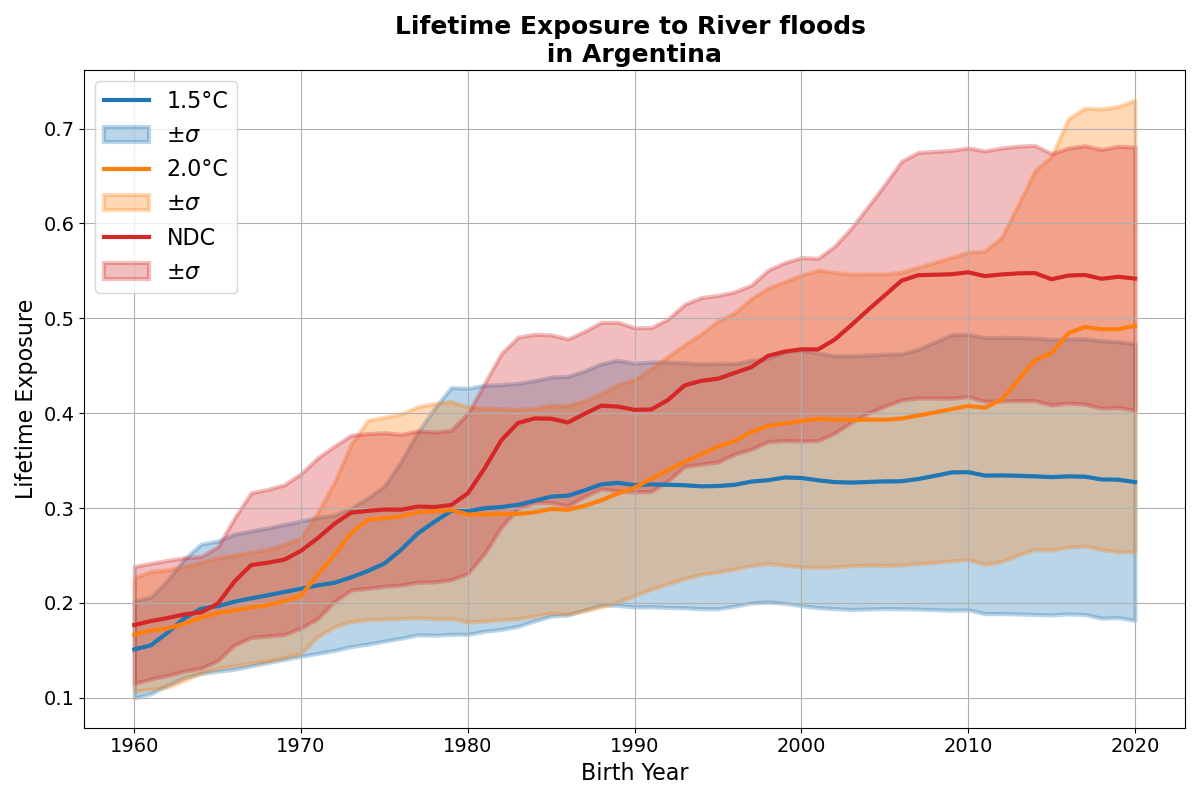 Lifetime Exposure to River floods
in Argentina
1.5°C
±σ
2.0°C
±σ
NDC
±σ
Lifetime Exposure
0.7
0.6
0.5
0.4
0.3
0.2
0.1
1960 1970 1980 1990 2000 2010 2020
Birth Year